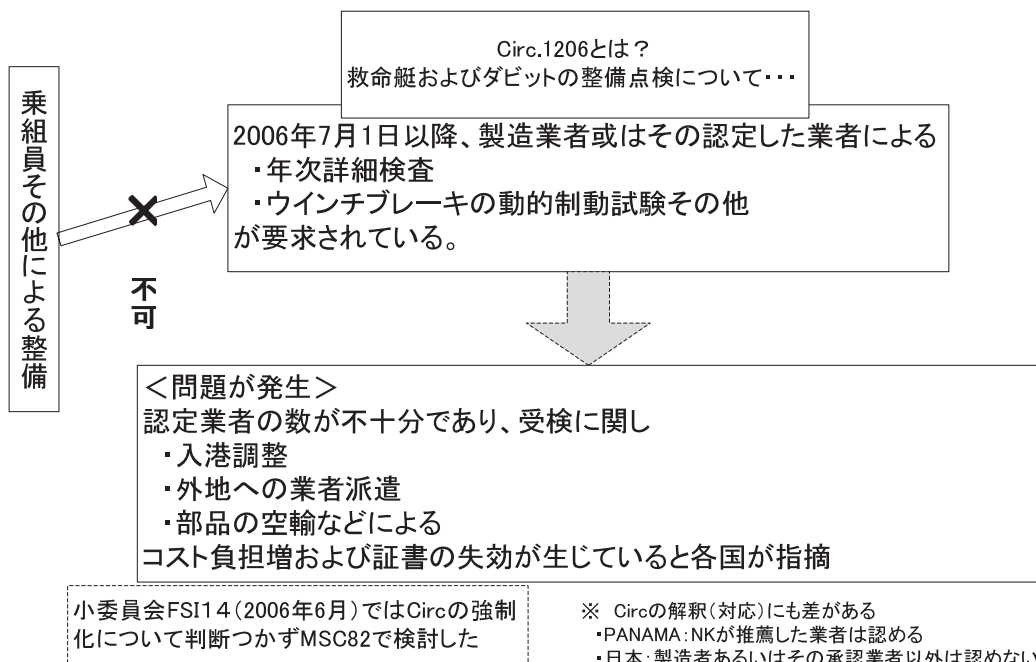 Circ.1206とは？
救命艇およびダビットの整備点検について・・・
乗組員その他による整備
2006年7月1日以降、製造業者或はその認定した業者による
・年次詳細検査
・ウインチブレーキの動的制動試験その他
が要求されている。
不可
＜問題が発生＞
認定業者の数が不十分であり、受検に関し
・入港調整
・外地への業者派遣
・部品の空輸などによる
コスト負担増および証書の失効が生じていると各国が指摘
小委員会FSI１４(2006年6月)ではCircの強制
化について判断つかずMSC82で検討した
※ Circの解釈(対応)にも差がある
・PANAMA：NKが推薦した業者は認める
・日本：製造者あるいはその承認業者以外は認めない